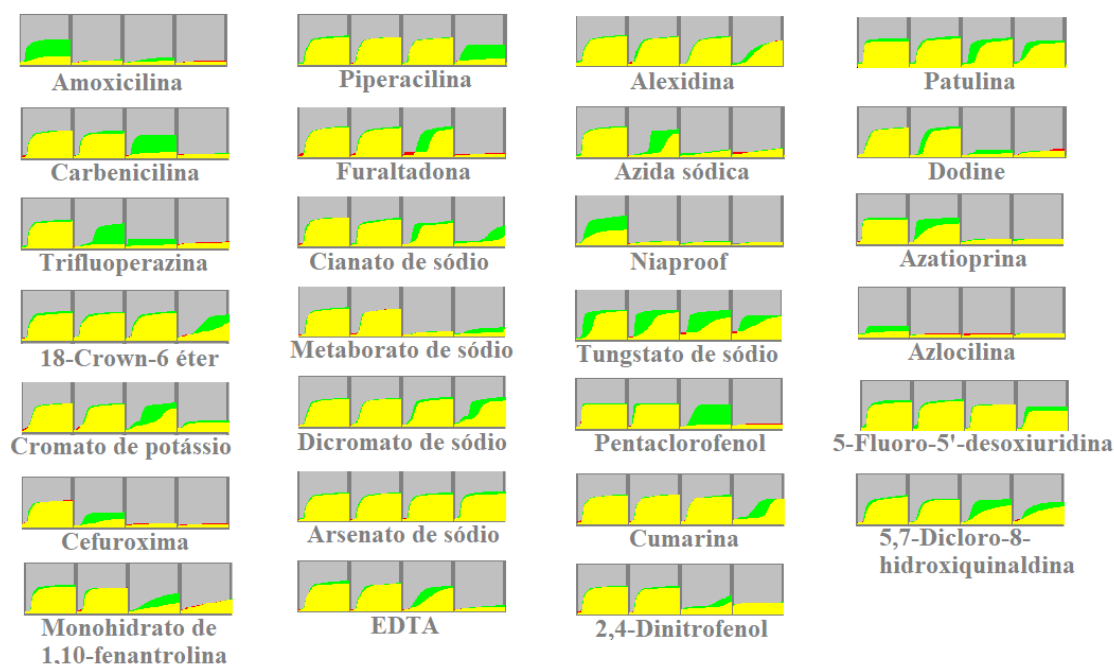 Amoxicilina
Piperacilina
Alexidina
Patulina
Carbenicilina
Furaltadona
Azida sódica
Dodine
Trifluoperazina
Cianato de sódio
Niaproof
Azatioprina
18-Crown-6 éter
Metaborato de sódio
Tungstato de sódio
Azlocilina
Cromato de potássio
Dicromato de sódio
Pentaclorofenol
5-Fluoro-5'-desoxiuridina
Cefuroxima
Arsenato de sódio
Cumarina
5,7-Dicloro-8-
hidroxiquinaldina
Monohidrato de
1,10-fenantrolina
EDTA
2,4-Dinitrofenol